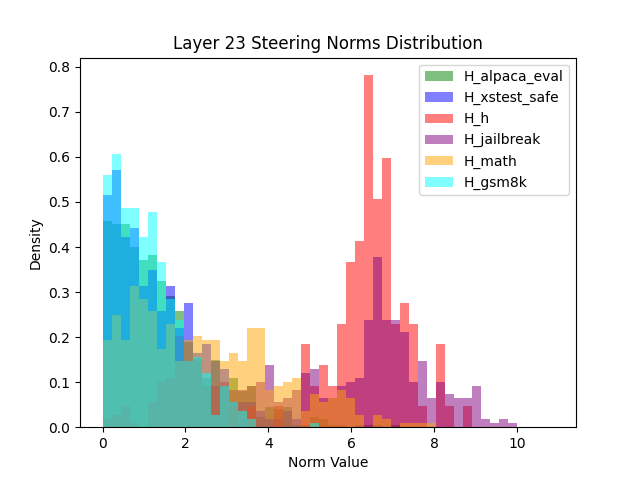 Layer 23 Steering Norms Distribution
H_alpaca_eval
H_xstest_safe
H_h
H_jailbreak
H_math
H_gsm8k
0.8
0.7
0.6
0.5
0.4
0.3
0.2
0.1
0.0
Density
0 2 4 6 8 10
Norm Value